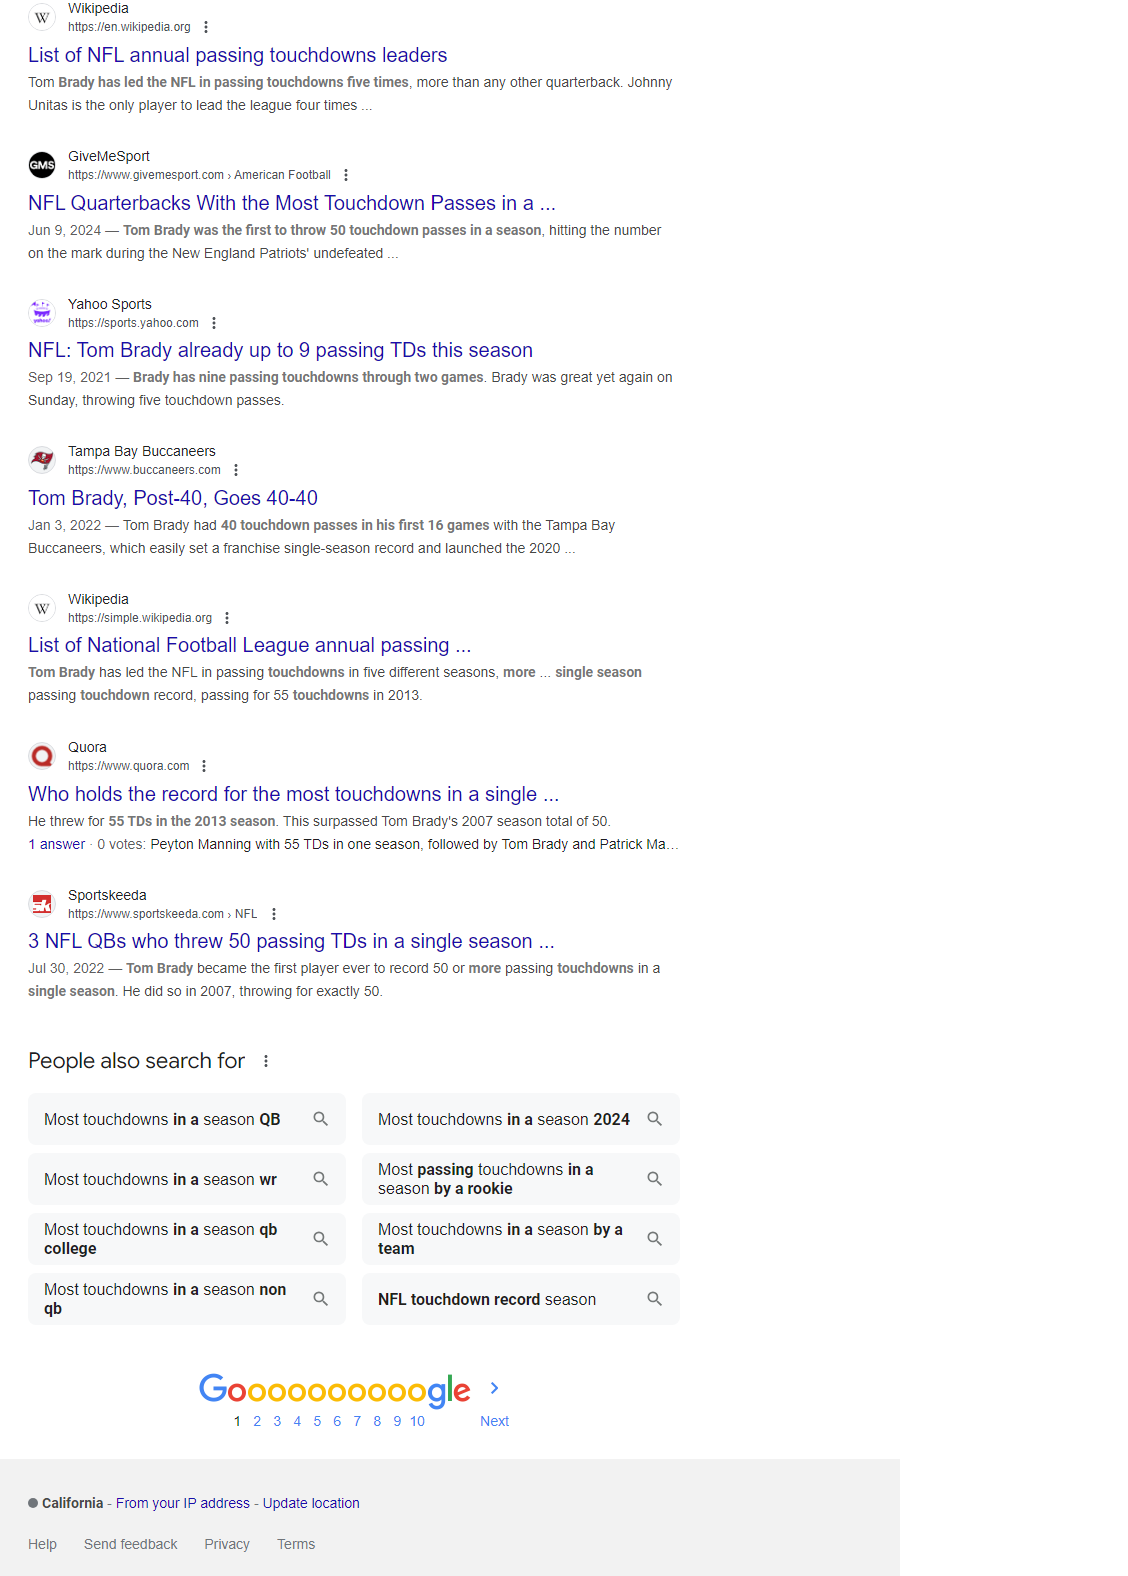 Wikipedia
https://en.wikipedia.org
List of NFL annual passing touchdowns leaders
Tom Brady has led the NFL in passing touchdowns five times, more than any other quarterback. Johnny
Unitas is the only player to lead the league four times ...
GMS
GiveMeSport
https://www.givemesport.com › American Football
NFL Quarterbacks With the Most Touchdown Passes in a ...
Jun 9, 2024 — Tom Brady was the first to throw 50 touchdown passes in a season, hitting the number
on the mark during the New England Patriots' undefeated ...
yahoo!
Yahoo Sports
https://sports.yahoo.com
NFL: Tom Brady already up to 9 passing TDs this season
Sep 19, 2021 — Brady has nine passing touchdowns through two games. Brady was great yet again on
Sunday, throwing five touchdown passes.
Tampa Bay Buccaneers
https://www.buccaneers.com
Tom Brady, Post-40, Goes 40-40
Jan 3, 2022 — Tom Brady had 40 touchdown passes in his first 16 games with the Tampa Bay
Buccaneers, which easily set a franchise single-season record and launched the 2020 ...
W
Wikipedia
https://simple.wikipedia.org
List of National Football League annual passing ...
Tom Brady has led the NFL in passing touchdowns in five different seasons, more ... single season
passing touchdown record, passing for 55 touchdowns in 2013.
Quora
https://www.quora.com
Who holds the record for the most touchdowns in a single ...
He threw for 55 TDs in the 2013 season. This surpassed Tom Brady's 2007 season total of 50.
1 answer · 0 votes: Peyton Manning with 55 TDs in one season, followed by Tom Brady and Patrick Ma...
sk
Sportskeeda
https://www.sportskeeda.com › NFL
3 NFL QBs who threw 50 passing TDs in a single season ...
Jul 30, 2022 — Tom Brady became the first player ever to record 50 or more passing touchdowns in a
single season. He did so in 2007, throwing for exactly 50.
People also search for
Most touchdowns in a season QB
Most touchdowns in a season 2024
Most touchdowns in a season wr
Most passing touchdowns in a
season by a rookie
Most touchdowns in a season qb
college
Most touchdowns in a season by a
team
Most touchdowns in a season non
qb
NFL touchdown record season
Goooooooooogle
1 2 3 4 5 6 7 8 9 10 Next
California - From your IP address - Update location
Help Send feedback Privacy Terms